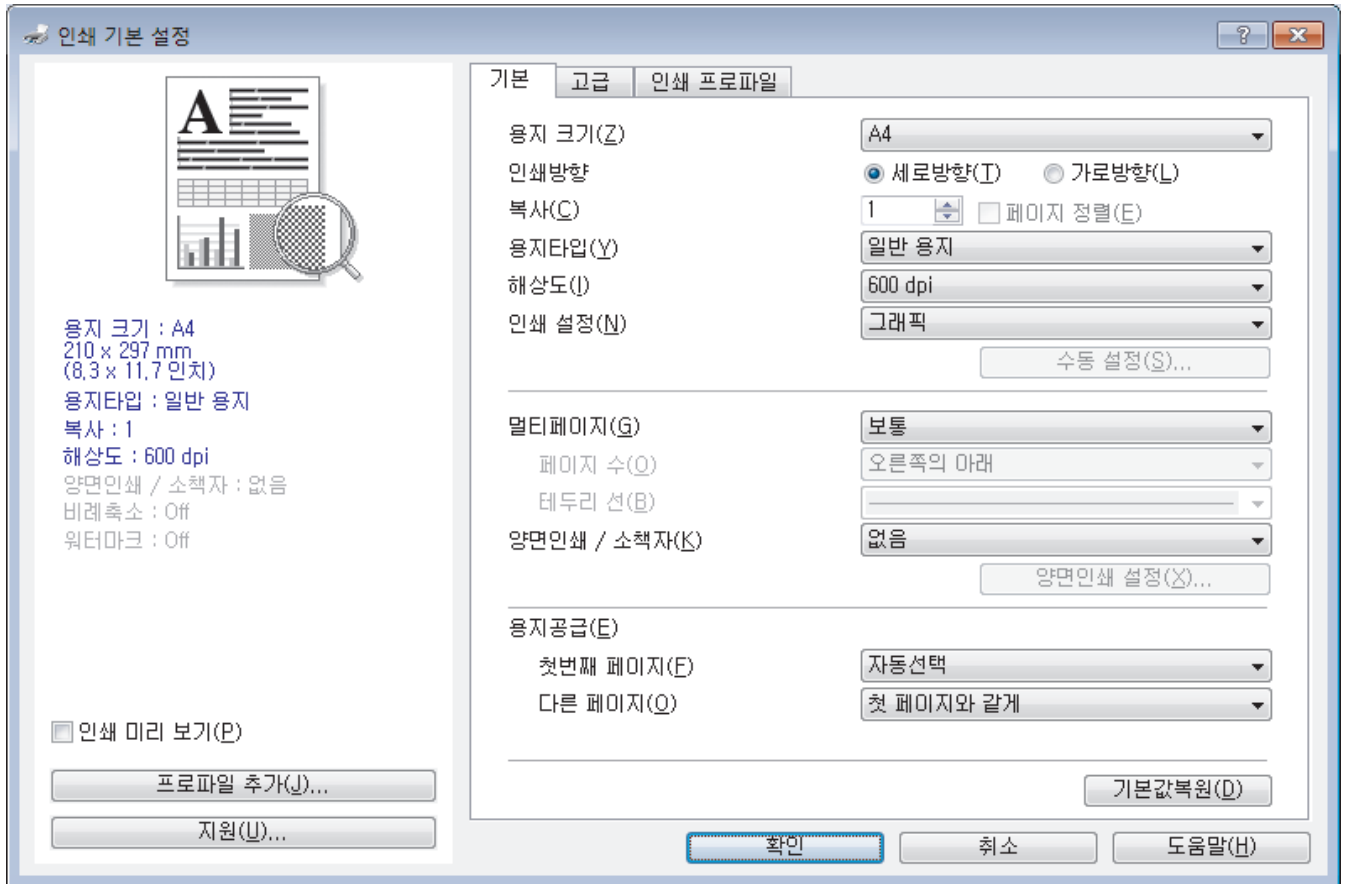 인쇄 기본 설정
A
용지 크기 : A4
210 x 297 mm
(8,3 x 11,7 인치)
용지타입 : 일반 용지
복사 : 1
해상도 : 600 dpi
양면인쇄 / 소책자 : 없음
비례축소 : Off
워터마크 : Off
인쇄 미리 보기(P)
프로파일 추가(J)...
지원(U)...
기본 고급 인쇄 프로파일
용지 크기(Z) A4
인쇄방향 세로방향(T) 가로방향(L)
복사(C) 1 페이지 정렬(E)
용지타입(Y) 일반 용지
해상도(I) 600 dpi
인쇄 설정(N) 그래픽
수동 설정(S)...
멀티페이지(G) 보통
페이지 수(O) 오른쪽의 아래
테두리 선(B)
양면인쇄 / 소책자(K) 없음
양면인쇄 설정(X)...
용지공급(E)
첫번째 페이지(F) 자동선택
다른 페이지(O) 첫 페이지와 같게
기본값복원(D)
확인 취소 도움말(H)